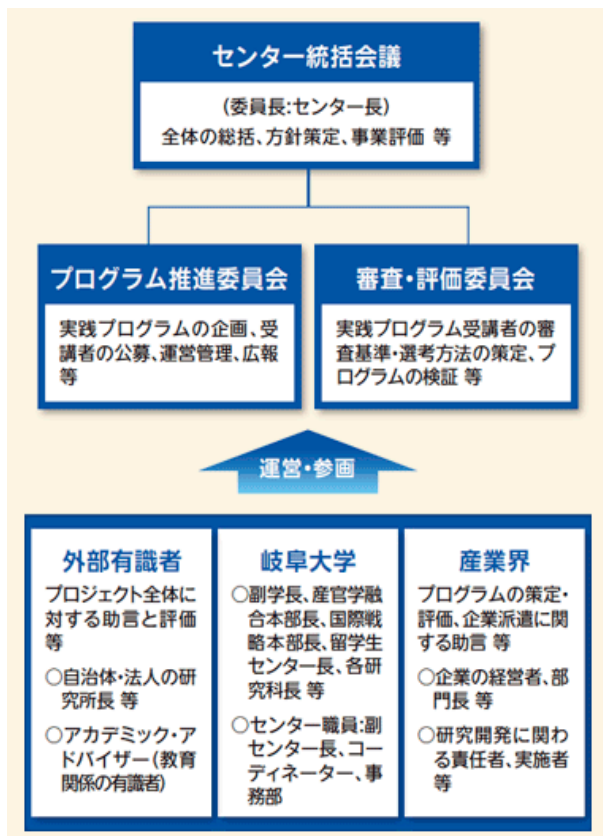 センター統括会議
(委員長:センター長)
全体の総括、方針策定、事業評価 等
プログラム推進委員会
実践プログラムの企画、受
講者の公募、運営管理、広報
等
審査・評価委員会
実践プログラム受講者の審
査基準・選考方法の策定、プ
ログラムの検証 等
運営・参画
外部有識者
プロジェクト全体に
対する助言と評価
等
○自治体・法人の研
究所長 等
○アカデミック・ア
ドバイザー(教育
関係の有識者)
岐阜大学
○副学長、産官学融
合本部長、国際戦
略本部長、留学生
センター長、各研
究科長 等
○センター職員:副
センター長、コー
ディネーター、事
務部
産業界
プログラムの策定・
評価、企業派遣に関
する助言 等
○企業の経営者、部
門長 等
○研究開発に関わ
る責任者、実施者
等